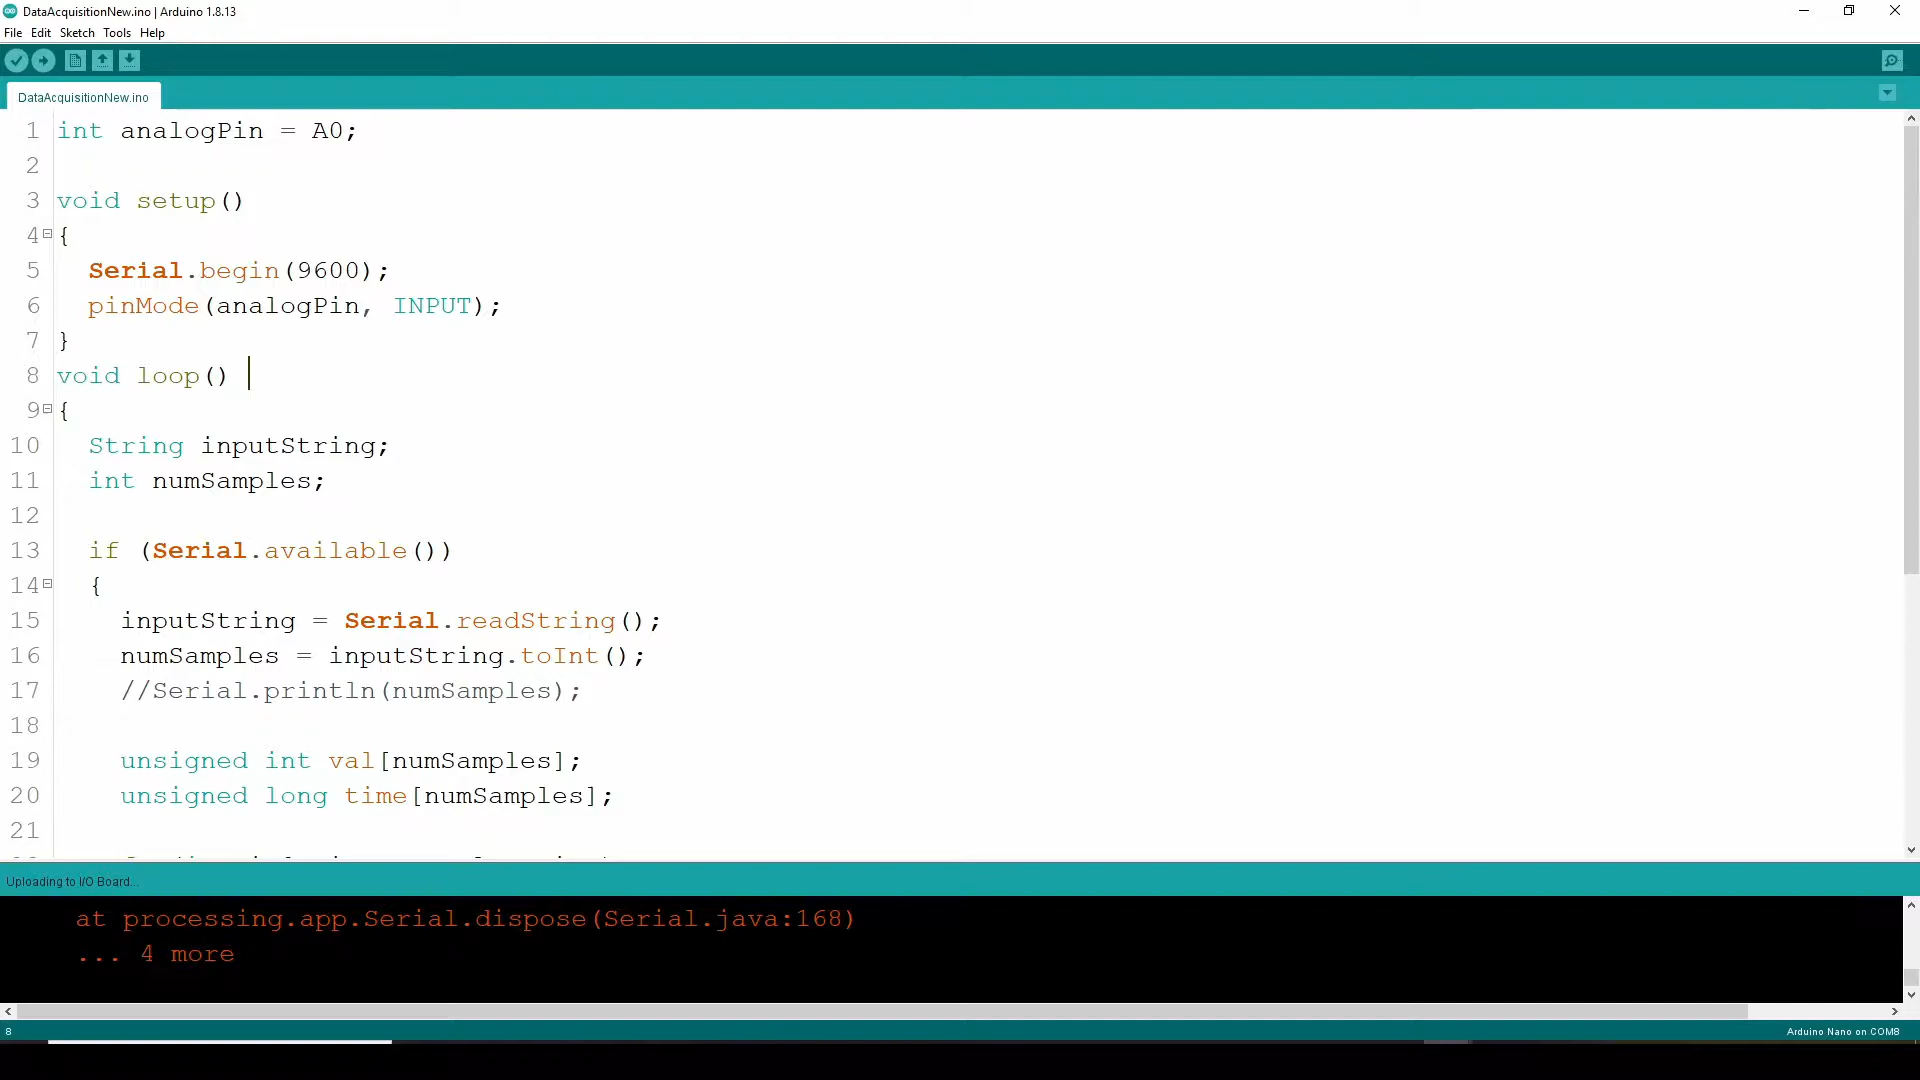 DataAcquisitionNew.ino | Arduino 1.8.13
File Edit Sketch Tools Help
DataAcquisitionNew.ino
1 int analogPin = A0;
2
3 void setup()
4 {
5 Serial.begin(9600);
6 pinMode(analogPin, INPUT);
7 }
8 void loop()
9 {
10 String inputString;
11 int numSamples;
12
13 if (Serial.available())
14 {
15 inputString = Serial.readString();
16 numSamples = inputString.toInt();
17 //Serial.println(numSamples);
18
19 unsigned int val[numSamples];
20 unsigned long time[numSamples];
21
Uploading to I/O Board...
at processing.app.Serial.dispose(Serial.java:168)
... 4 more
8
Arduino Nano on COM8